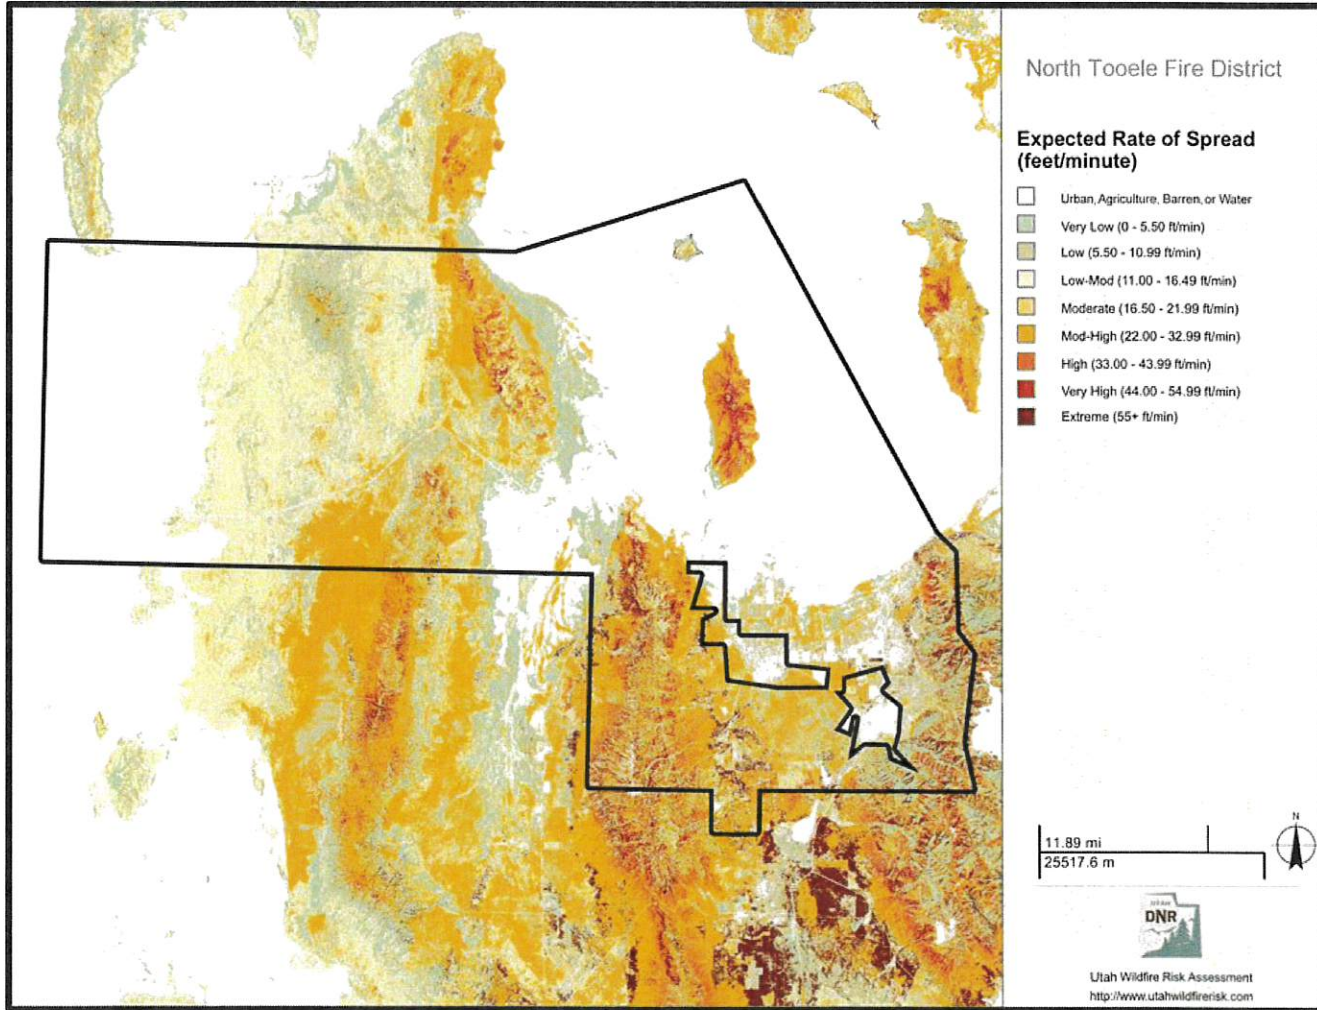 North Tooele Fire District
Expected Rate of Spread
(feet/minute)
Urban, Agriculture, Barren, or Water
Very Low (0 - 5.50 ft/min)
Low (5.50 - 10.99 ft/min)
Low-Mod (11.00 - 16.49 ft/min)
Moderate (16.50 - 21.99 ft/min)
Mod-High (22.00 - 32.99 ft/min)
High (33.00 - 43.99 ft/min)
Very High (44.00 - 54.99 ft/min)
Extreme (55+ ft/min)
N
11.89 mi
25517.6 m
DNR
Utah Wildfire Risk Assessment
http://www.utahwildfirerisk.com